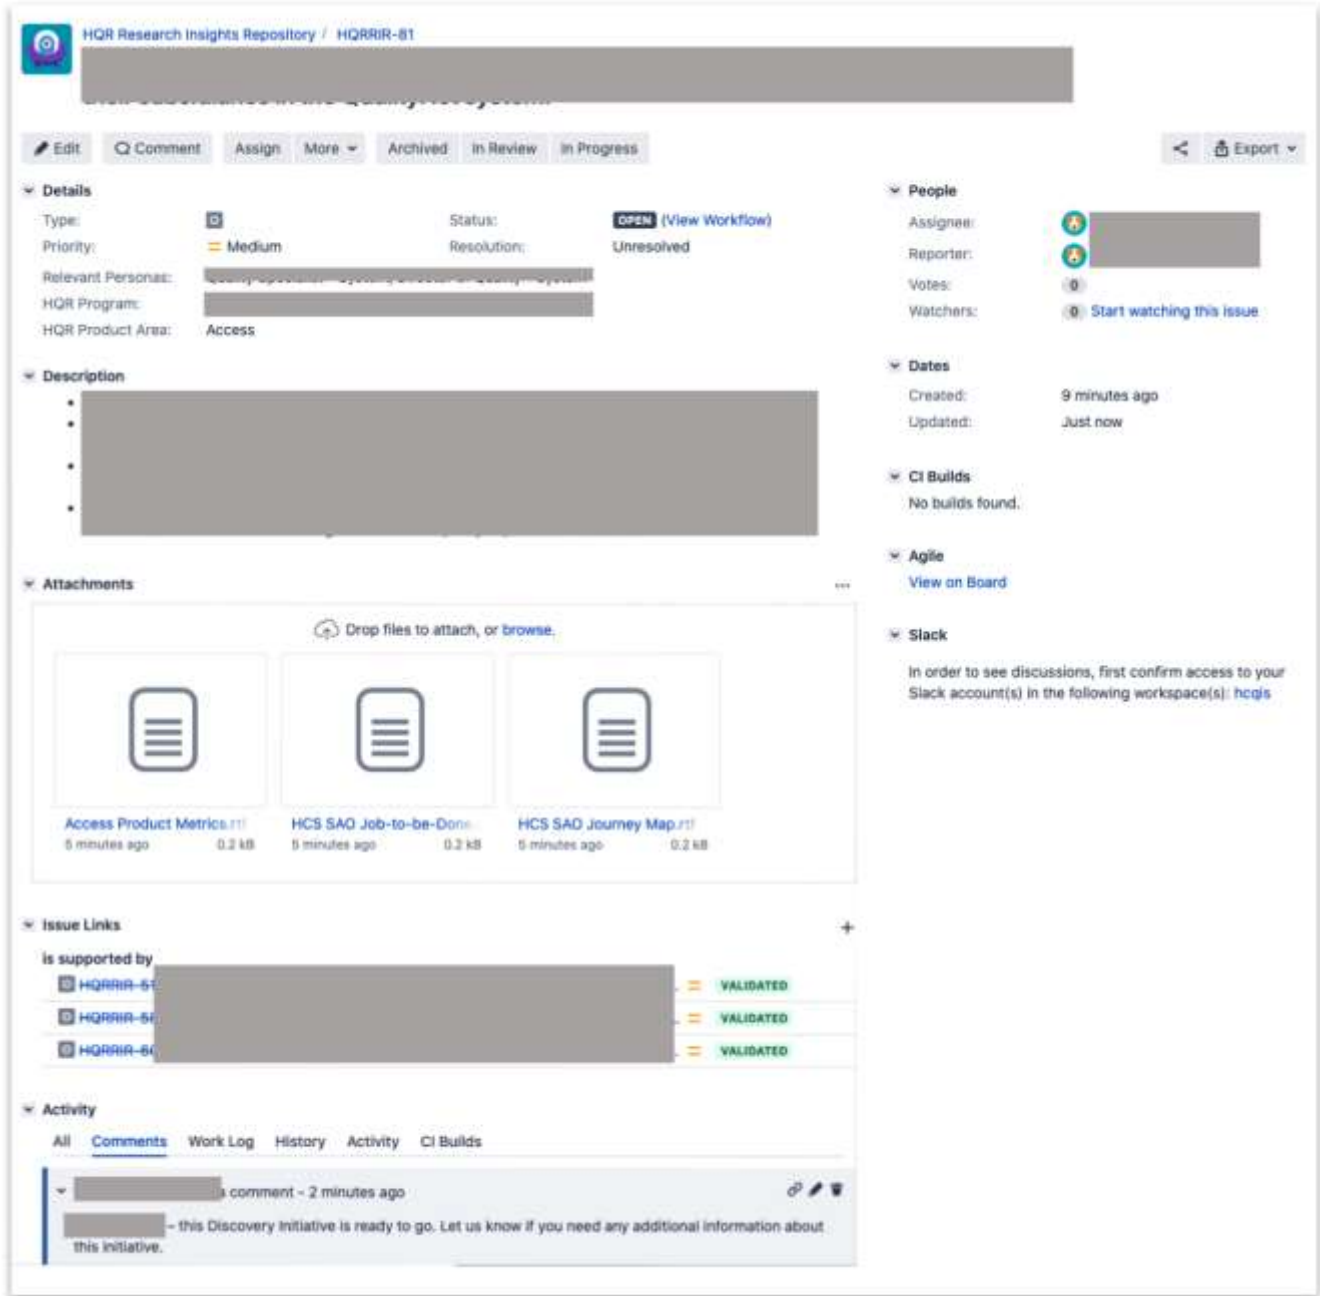 HQR Research Insights Repository / HQRRIR-81
Edit Comment Assign More Archived In Review In Progress Export
Details
Type: Status: OPEN (View Workflow)
Priority: Medium Resolution: Unresolved
Relevant Personas:
HQR Program:
HQR Product Area: Access
Description
Attachments
Drop files to attach, or browse.
Access Product Metrics.rtf HCS SAO Job-to-be-Done HCS SAO Journey Map.rtf
5 minutes ago 0.2 kB 5 minutes ago 0.2 kB 5 minutes ago 0.2 kB
Issue Links
is supported by
VALIDATED
VALIDATED
VALIDATED
Activity
All Comments Work Log History Activity CI Builds
comment - 2 minutes ago
- this Discovery Initiative is ready to go. Let us know if you need any additional information about
this initiative.
People
Assignee:
Reporter:
Votes: 0
Watchers: 0 Start watching this issue
Dates
Created: 9 minutes ago
Updated: Just now
CI Builds
No builds found.
Agile
View on Board
Slack
In order to see discussions, first confirm access to your
Slack account(s) in the following workspace(s): hcqis